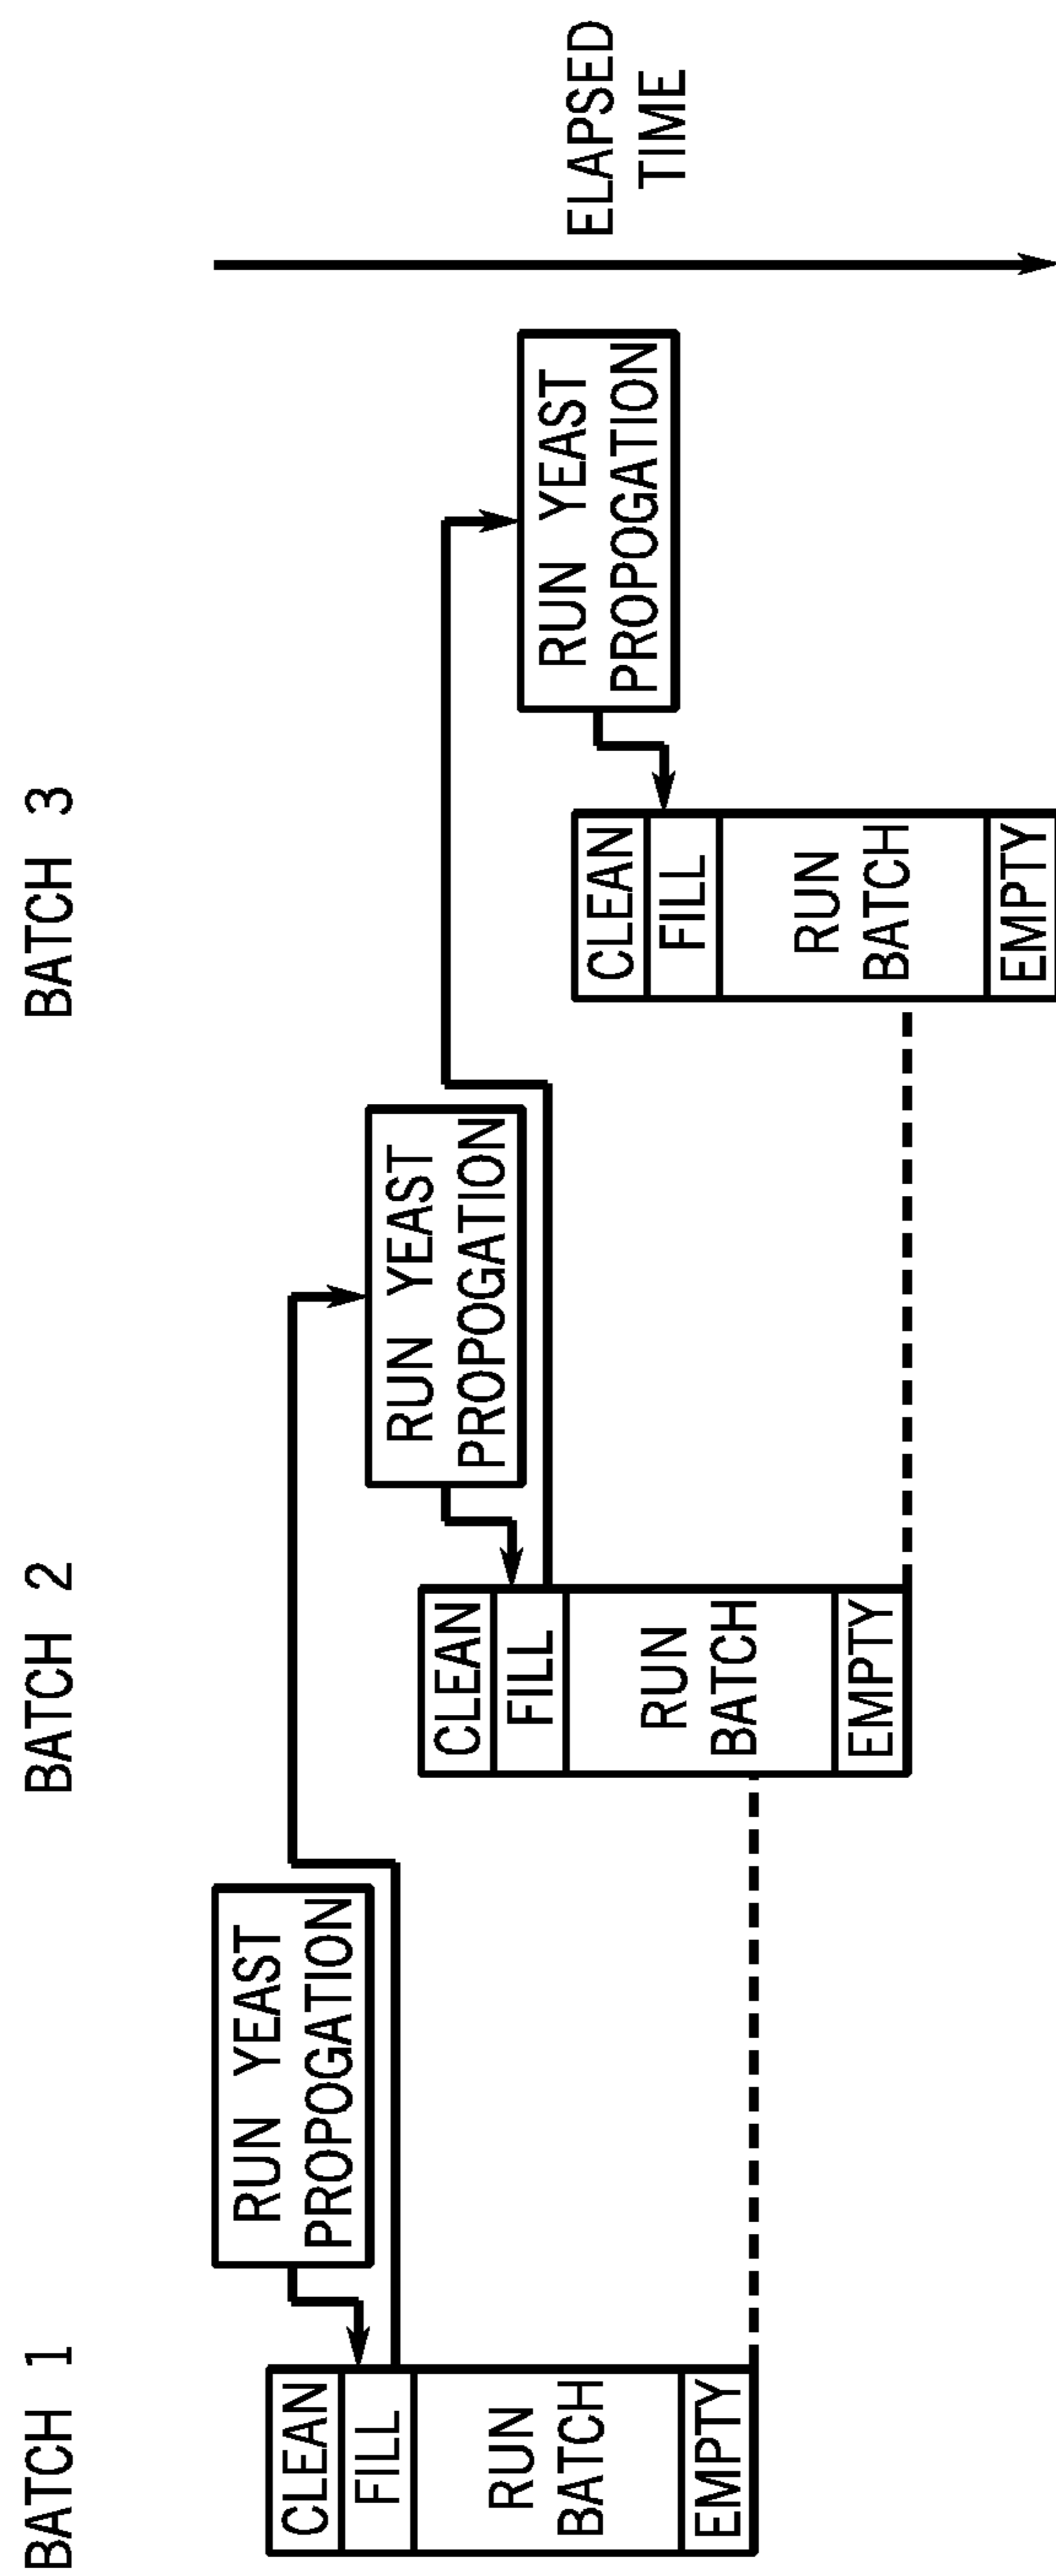 BATCH 1
BATCH 2
BATCH 3
RUN YEAST
PROPOGATION
CLEAN
FILL
RUN
BATCH
EMPTY
RUN YEAST
PROPOGATION
CLEAN
FILL
RUN
BATCH
EMPTY
RUN YEAST
PROPOGATION
CLEAN
FILL
RUN
BATCH
EMPTY
ELAPSED
TIME